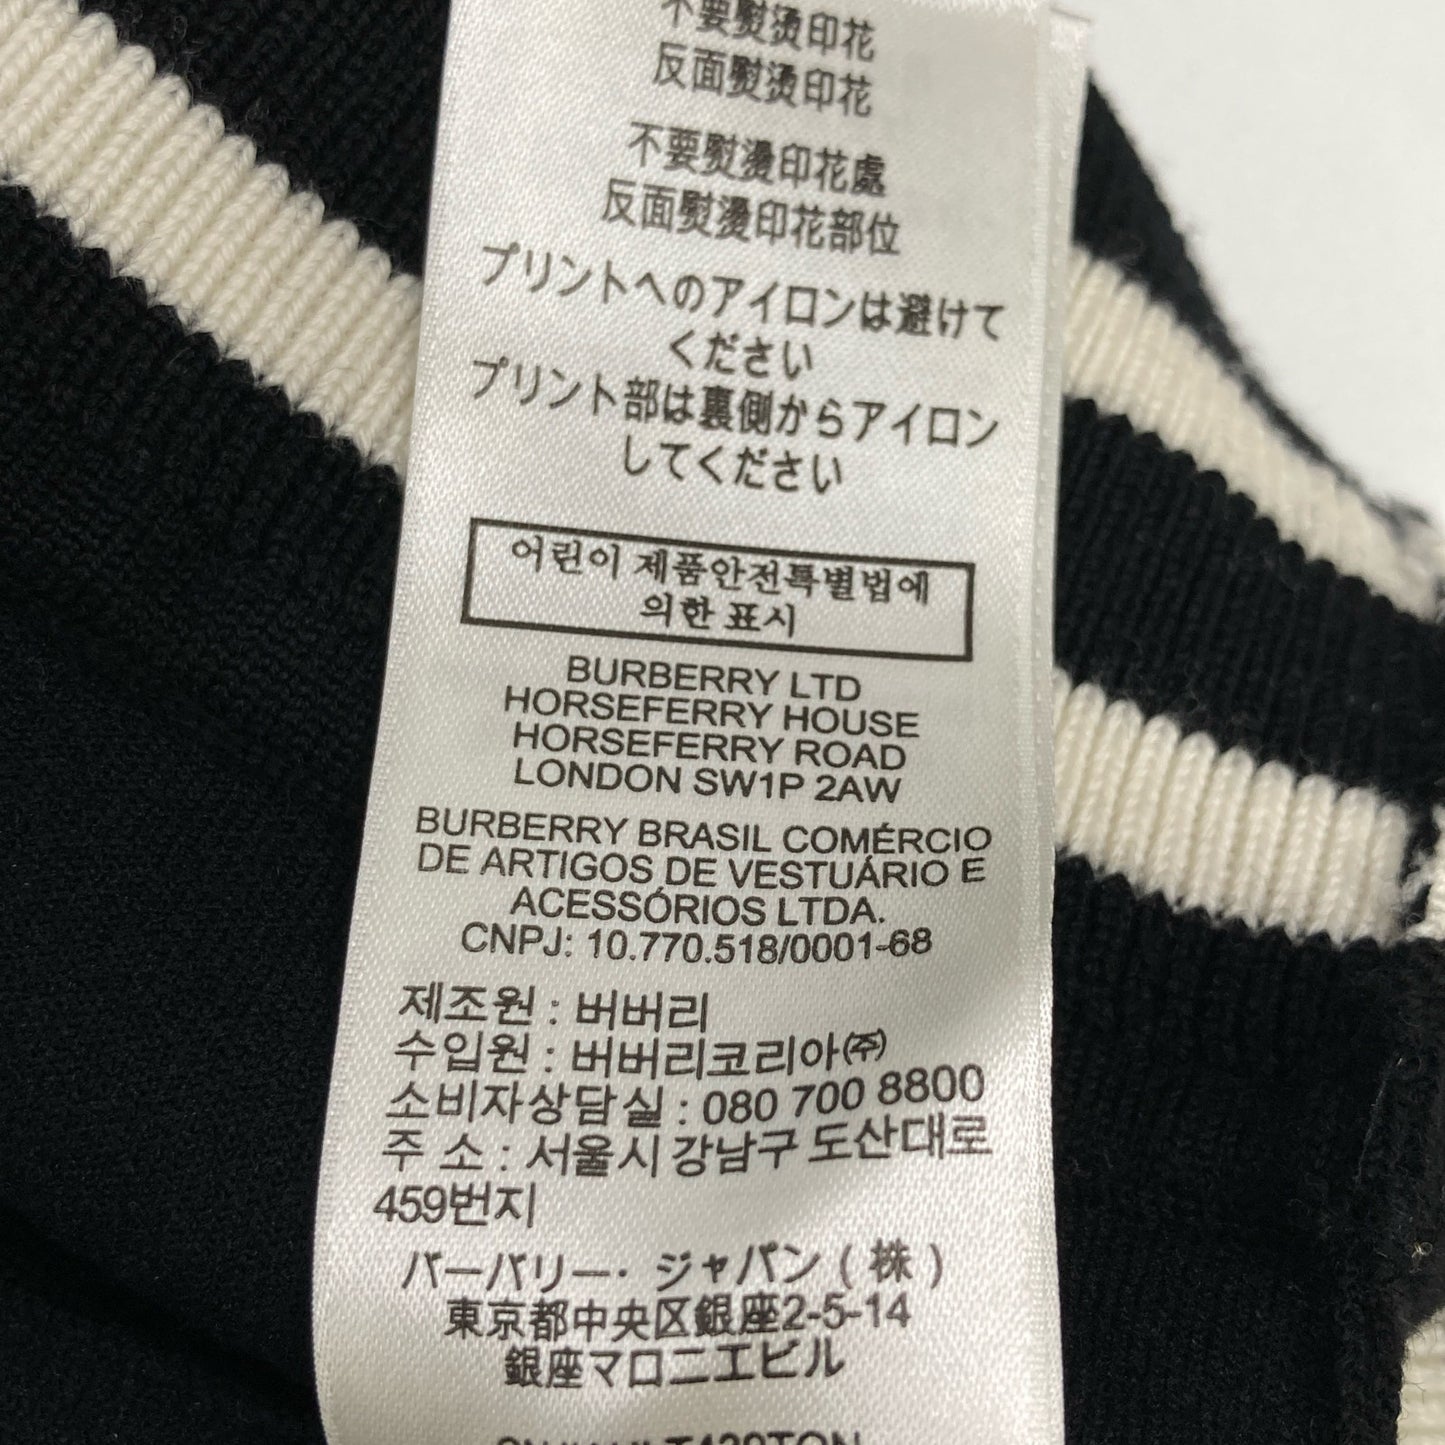 不要熨烫印花
反面熨烫印花
不要熨燙印花處
反面熨燙印花部位
プリントへのアイロンは避けて
ください
プリント部は裏側からアイロン
してください
어린이 제품안전특별법에
의한 표시
BURBERRY LTD
HORSEFERRY HOUSE
HORSEFERRY ROAD
LONDON SW1P 2AW
BURBERRY BRASIL COMÉRCIO
DE ARTIGOS DE VESTUÁRIO E
ACESSÓRIOS LTDA.
CNPJ: 10.770.518/0001-68
제조원 : 버버리
수입원 : 버버리코리아㈜
소비자상담실 : 080 700 8800
주 소 : 서울시 강남구 도산대로
459번지
バーバリー・ジャパン ( 株 )
東京都中央区銀座2-5-14
銀座マロニエビル